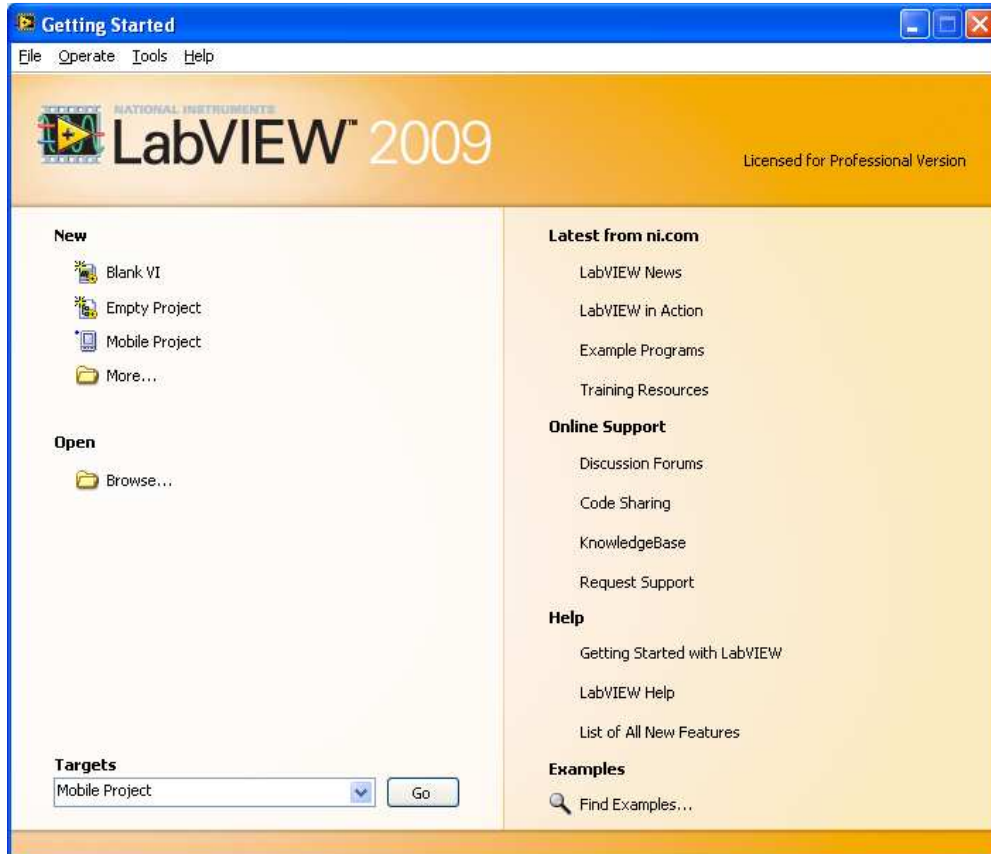 Getting Started
File Operate Tools Help
NATIONAL INSTRUMENTS
LabVIEW™ 2009
Licensed for Professional Version
New
Blank VI
Empty Project
Mobile Project
More...
Open
Browse...
Targets
Mobile Project
Go
Latest from ni.com
LabVIEW News
LabVIEW in Action
Example Programs
Training Resources
Online Support
Discussion Forums
Code Sharing
KnowledgeBase
Request Support
Help
Getting Started with LabVIEW
LabVIEW Help
List of All New Features
Examples
Find Examples...